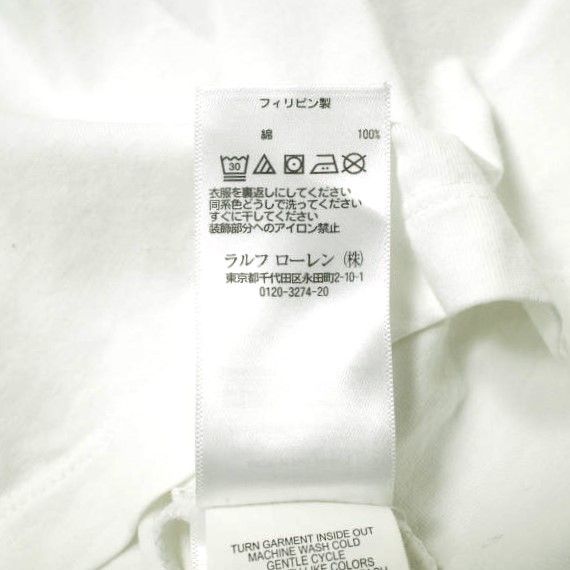 フィリピン製
綿 100%
30
衣服を裏返しにしてください
同系色どうしで洗ってください
すぐに干してください
装飾部分へのアイロン禁止
ラルフ ローレン (株)
東京都千代田区永田町2-10-1
0120-3274-20
TURN GARMENT INSIDE OUT
MACHINE WASH COLD
GENTLE CYCLE
LIKE COLORS